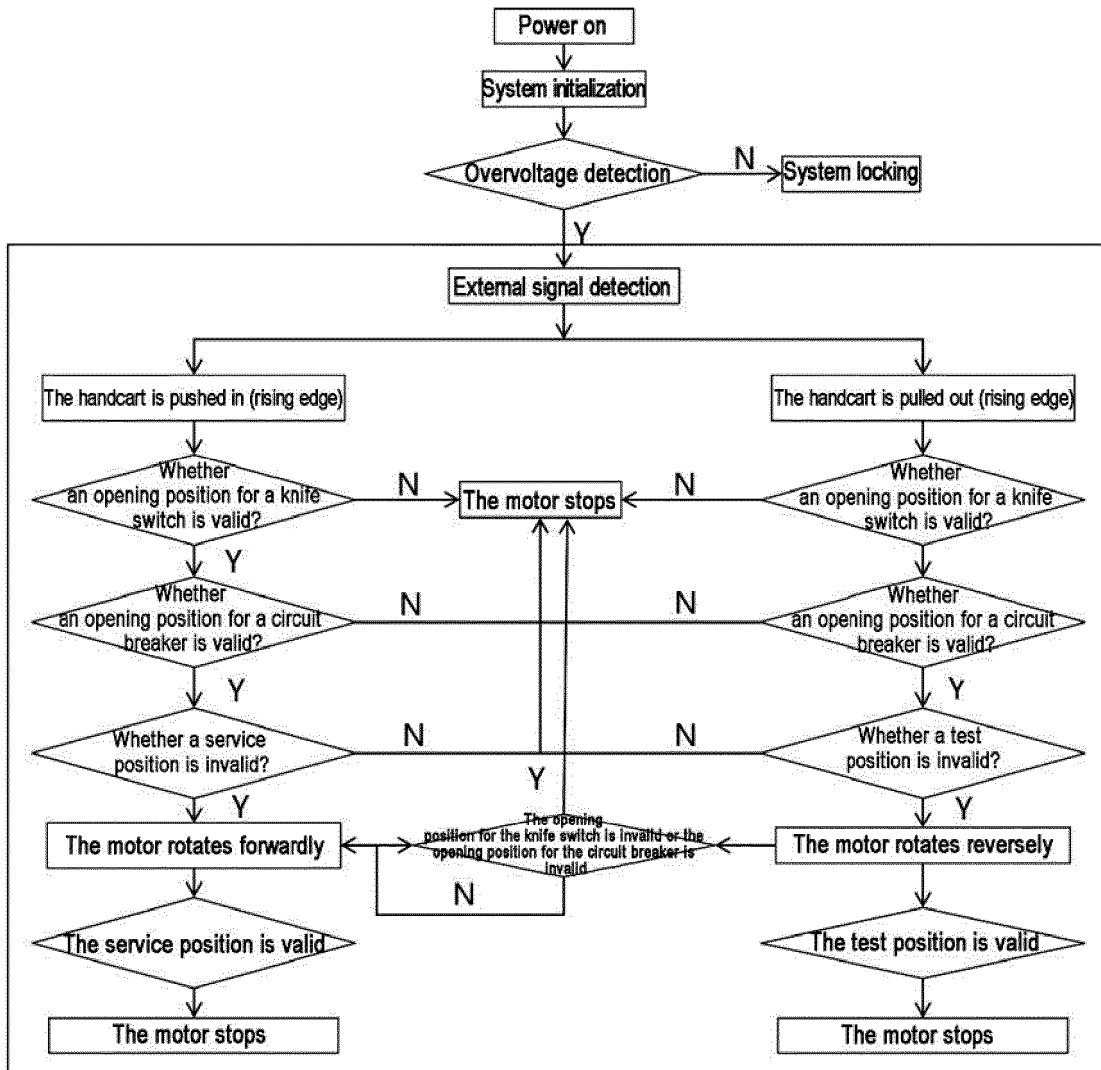 Power on
System initialization
Overvoltage detection
N
System locking
Y
External signal detection
The handcart is pushed in (rising edge)
The handcart is pulled out (rising edge)
Whether
an opening position for a knife
switch is valid?
N
The motor stops
N
Whether
an opening position for a knife
switch is valid?
Y
Whether
an opening position for a circuit
breaker is valid?
N
N
Whether
an opening position for a circuit
breaker is valid?
Y
Y
Whether a service
position is invalid?
N
N
Whether a test
position is invalid?
Y
Y
Y
The motor rotates forwardly
The opening
position for the knife switch is invalid or the
opening position for the circuit breaker is
invalid
The motor rotates reversely
N
The service position is valid
The test position is valid
The motor stops
The motor stops